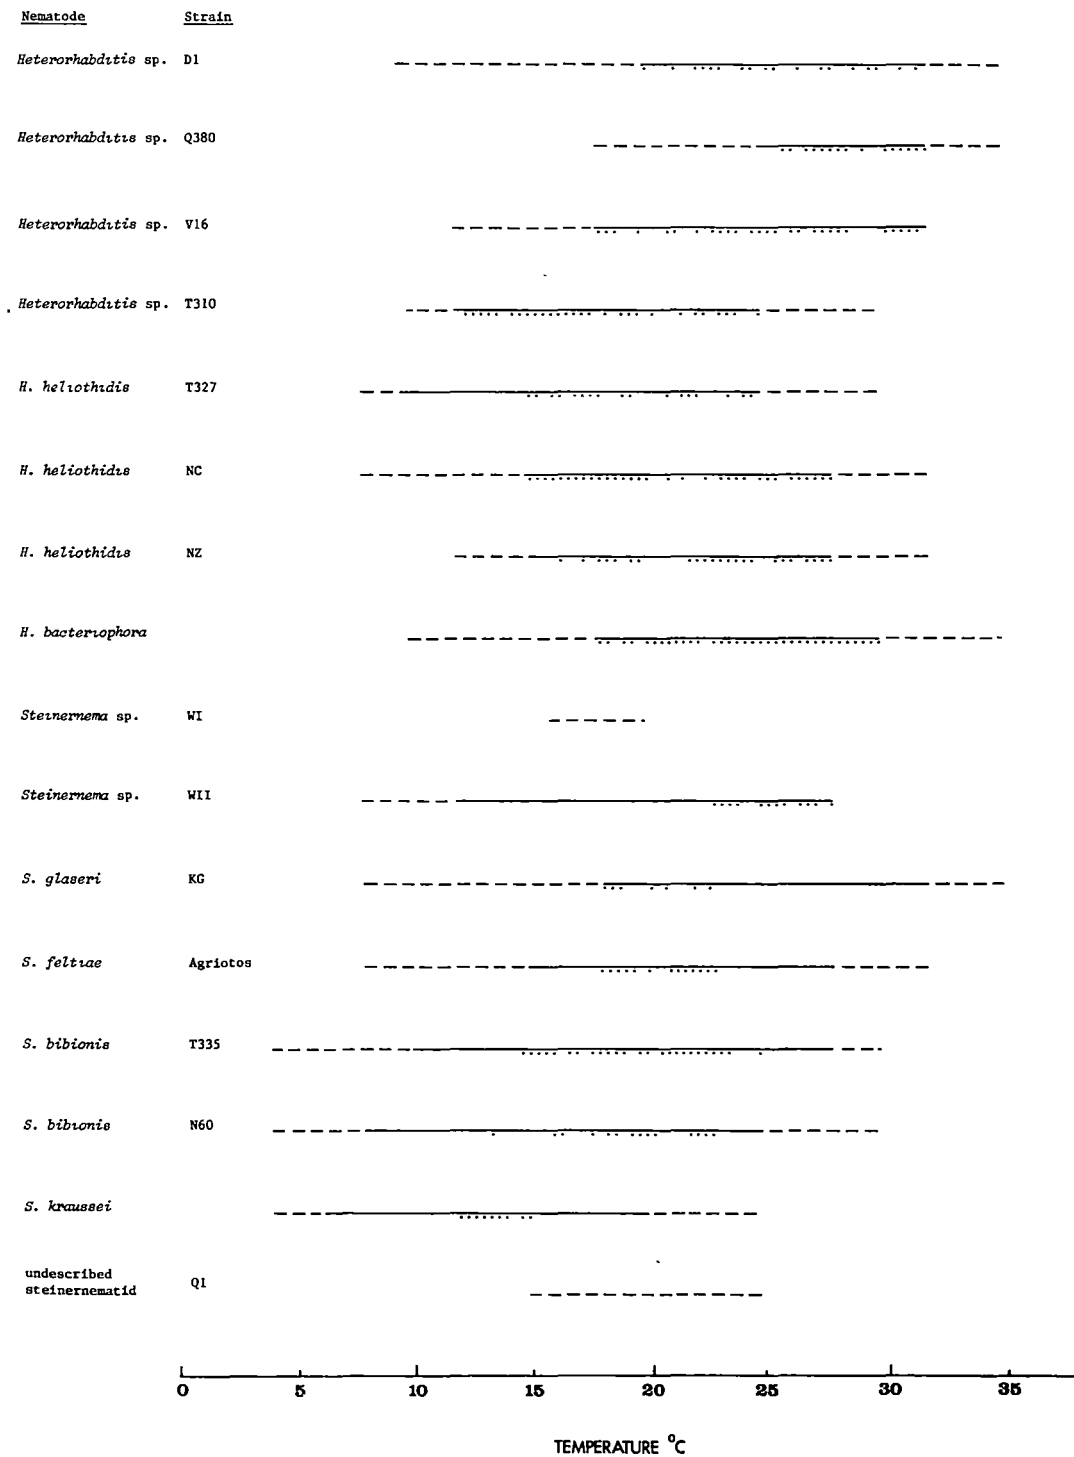 Nematode Strain
Heterorhabditis sp. D1
Heterorhabditis sp. Q380
Heterorhabditis sp. V16
Heterorhabditis sp. T310
H. heliothidis T327
H. heliothidis NC
H. heliothidis NZ
H. bacteriophora
Steinernema sp. WI
Steinernema sp. WII
S. glaseri KG
S. feltiae Agriotos
S. bibionis T335
S. bibionis N60
S. kraussei
undescribed
steinernematid Q1
0 5 10 15 20 25 30 35
TEMPERATURE °C